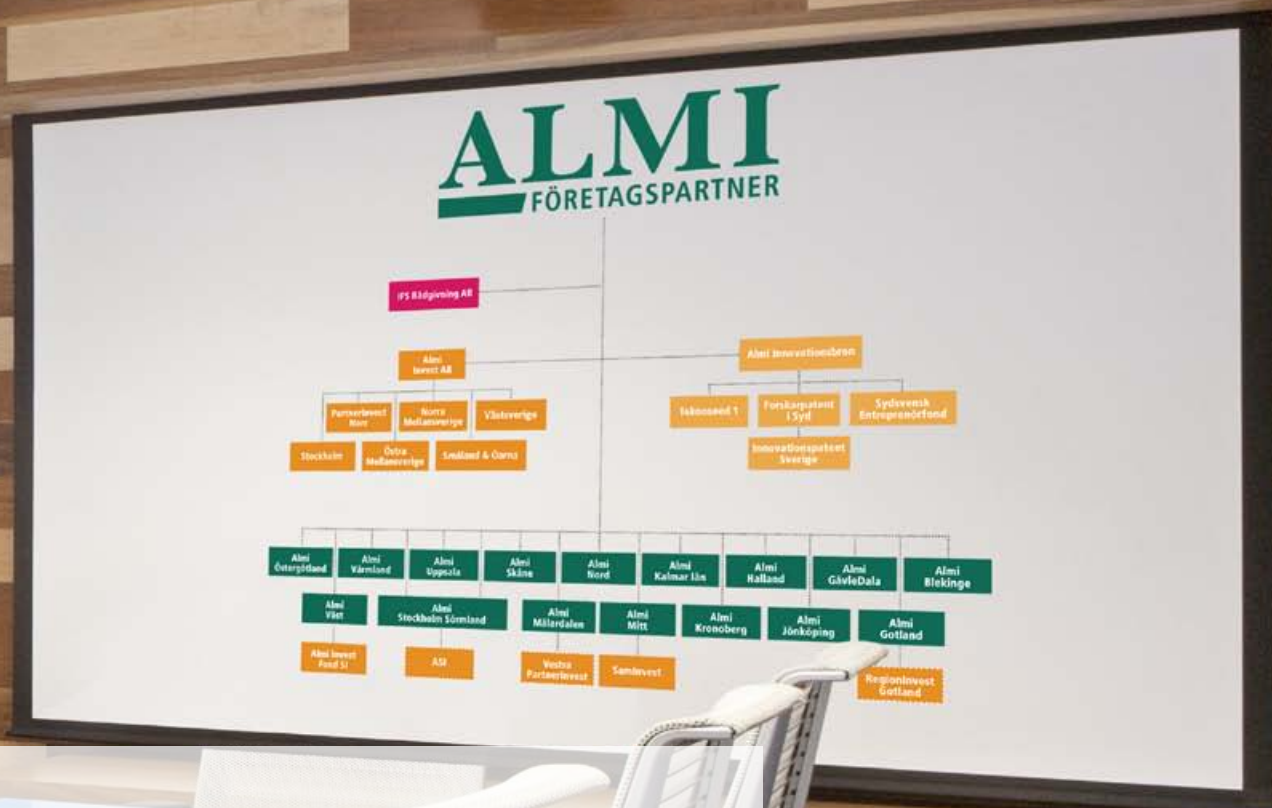 ALMI
FÖRETAGSPARTNER
IFS Rådgivning AB
Almi
Invest AB
Almi Innovationsbron
PartnerInvest
Norr
Norra
Mellansverige
Västsverige
Stockholm
Östra
Mellansverige
Småland & Öarna
Forskarpatent
i Syd
Sydsvensk
Entreprenörfond
Innovationspatent
Sverige
Almi
Östergötland
Almi
Värmland
Almi
Uppsala
Almi
Skåne
Almi
Nord
Almi
Kalmar län
Almi
Halland
Almi
GävleDala
Almi
Blekinge
Almi
Väst
Almi
Stockholm Sörmland
Almi
Mälardalen
Almi
Mitt
Almi
Kronoberg
Almi
Jönköping
Almi
Gotland
Almi Invest
Fond SI
ASI
Vestra
PartnerInvest
SamInvest
RegionInvest
Gotland